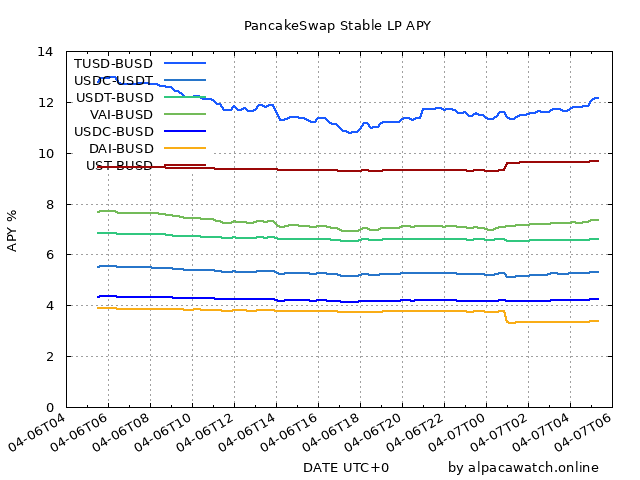 PancakeSwap Stable LP APY
14
12
10
8
6
4
2
0
APY %
TUSD-BUSD
USDC-USDT
USDT-BUSD
VAI-BUSD
USDC-BUSD
DAI-BUSD
UST-BUSD
04-06T04
04-06T06
04-06T08
04-06T10
04-06T12
04-06T14
04-06T16
04-06T18
04-06T20
04-06T22
04-07T00
04-07T02
04-07T04
04-07T06
DATE UTC+0
by alpacawatch.online